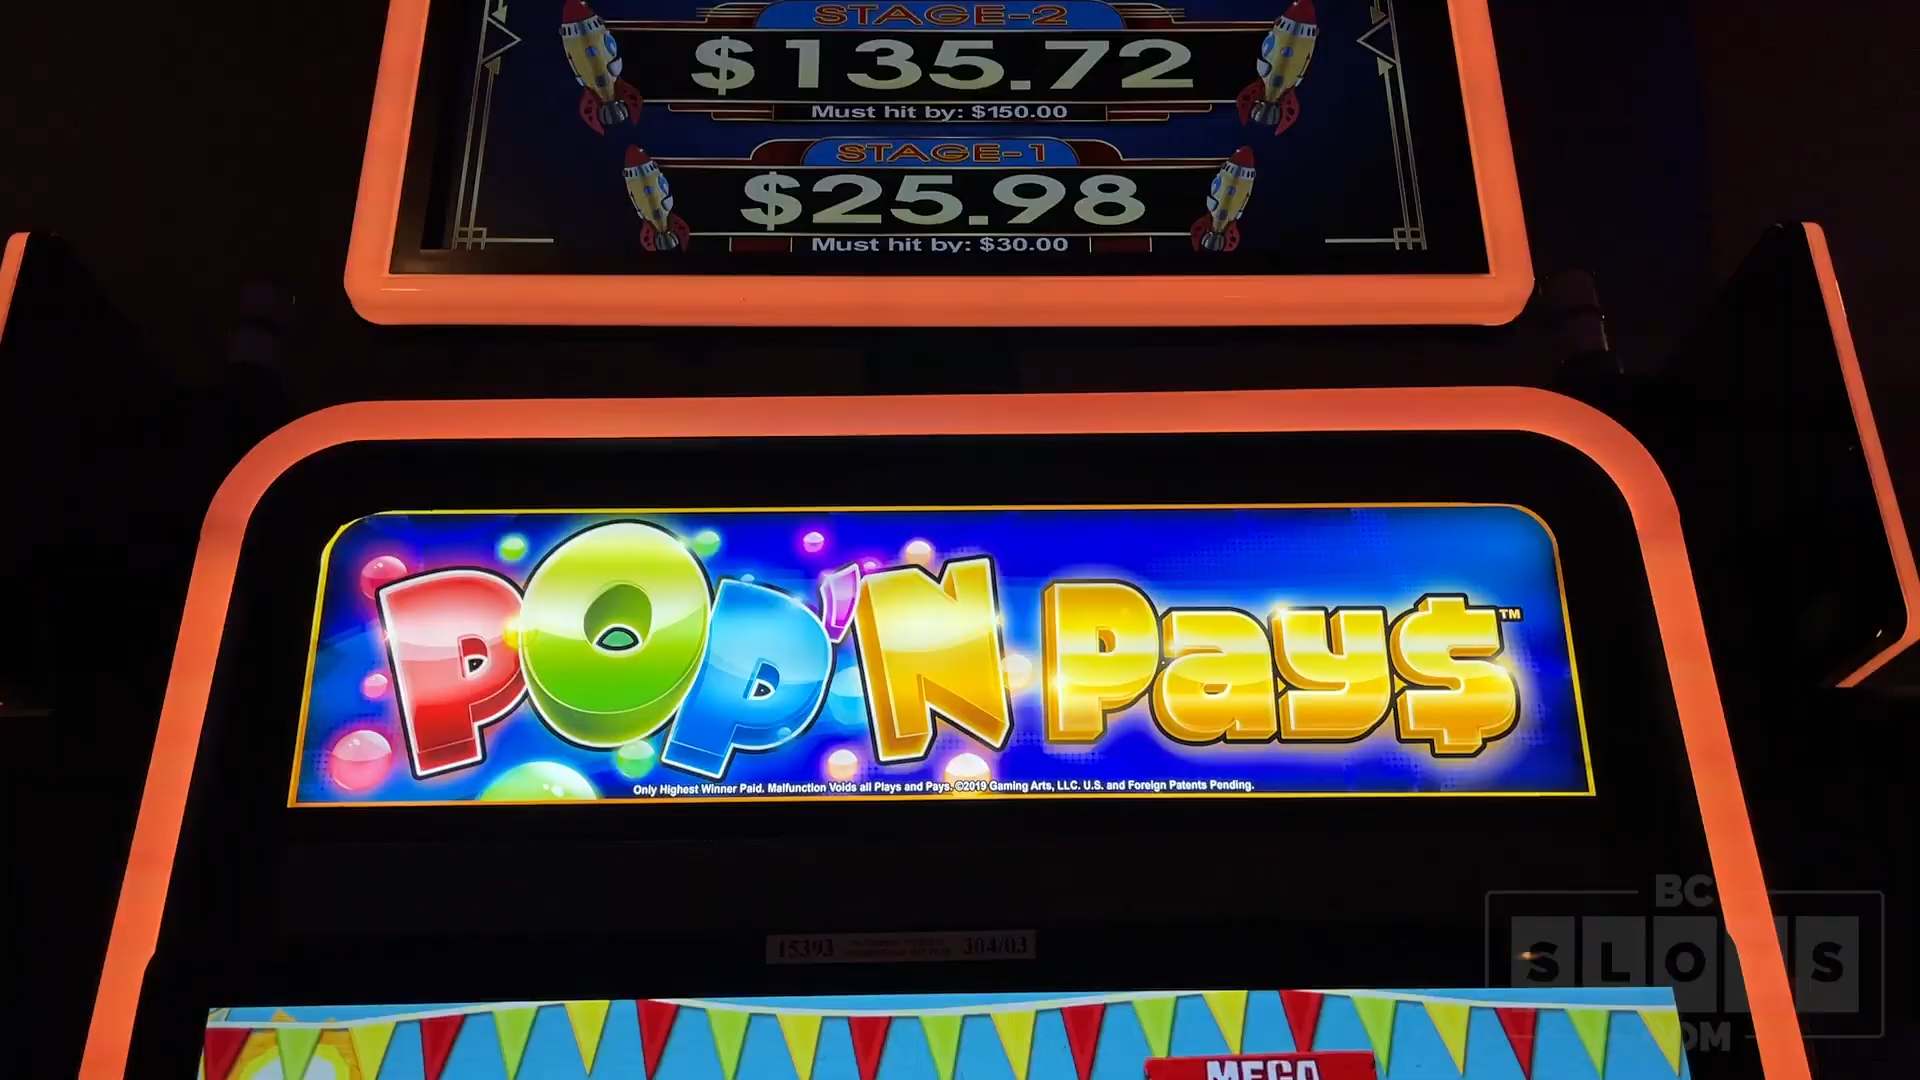 STAGE-2
$135.72
Must hit by: $150.00
STAGE-1
$25.98
Must hit by: $30.00
POP'N Pay$™
Only Highest Winner Paid. Malfunction Voids all Plays and Pays. ©2019 Gaming Arts, LLC. U.S. and Foreign Patents Pending.
15393 304/03
BC
SLOTS
COM
MEGA